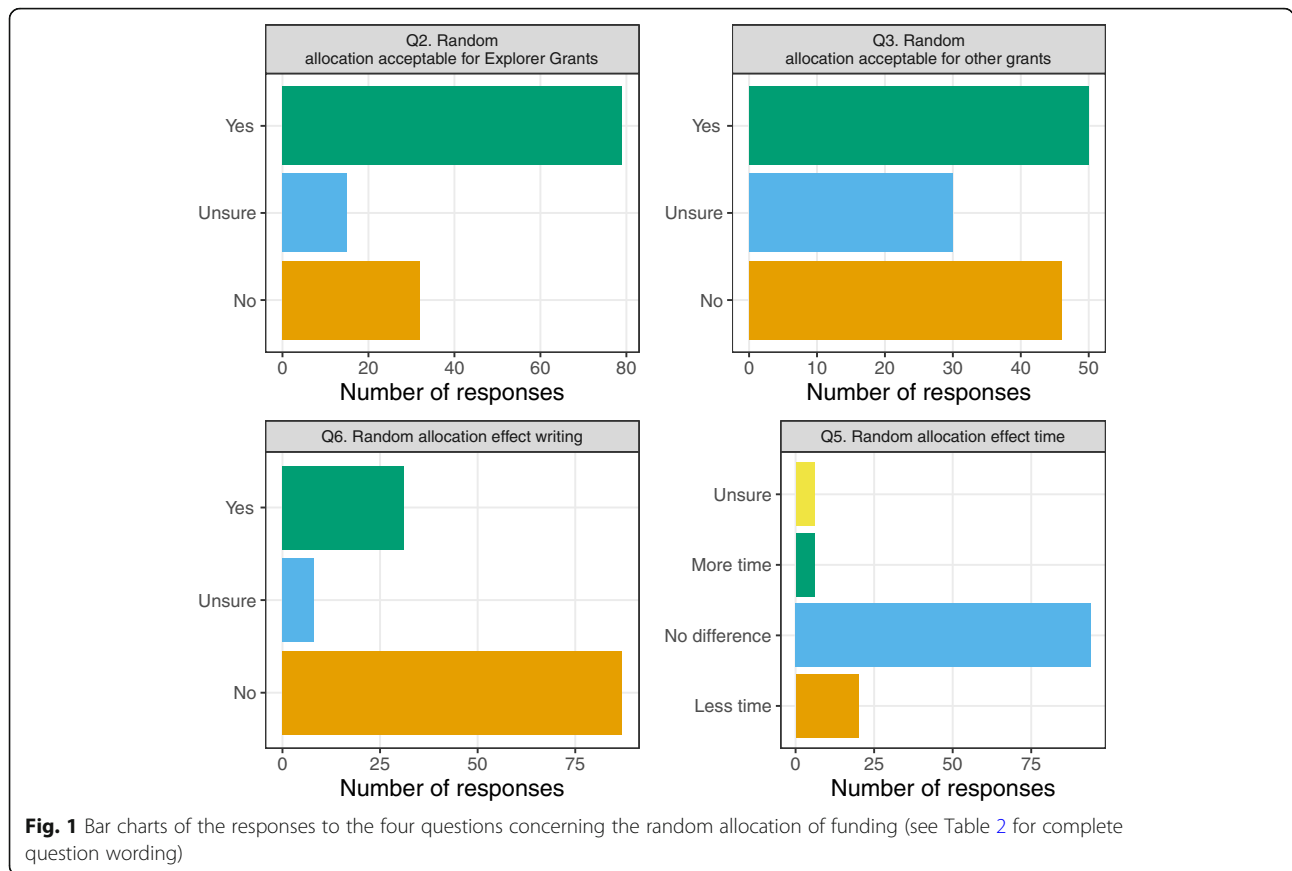 Q2. Random
allocation acceptable for Explorer Grants
Yes
Unsure
No
0 20 40 60 80
Number of responses
Q3. Random
allocation acceptable for other grants
Yes
Unsure
No
0 10 20 30 40 50
Number of responses
Q6. Random allocation effect writing
Yes
Unsure
No
0 25 50 75
Number of responses
Q5. Random allocation effect time
Unsure
More time
No difference
Less time
0 25 50 75
Number of responses
Fig. 1 Bar charts of the responses to the four questions concerning the random allocation of funding (see Table 2 for complete
question wording)